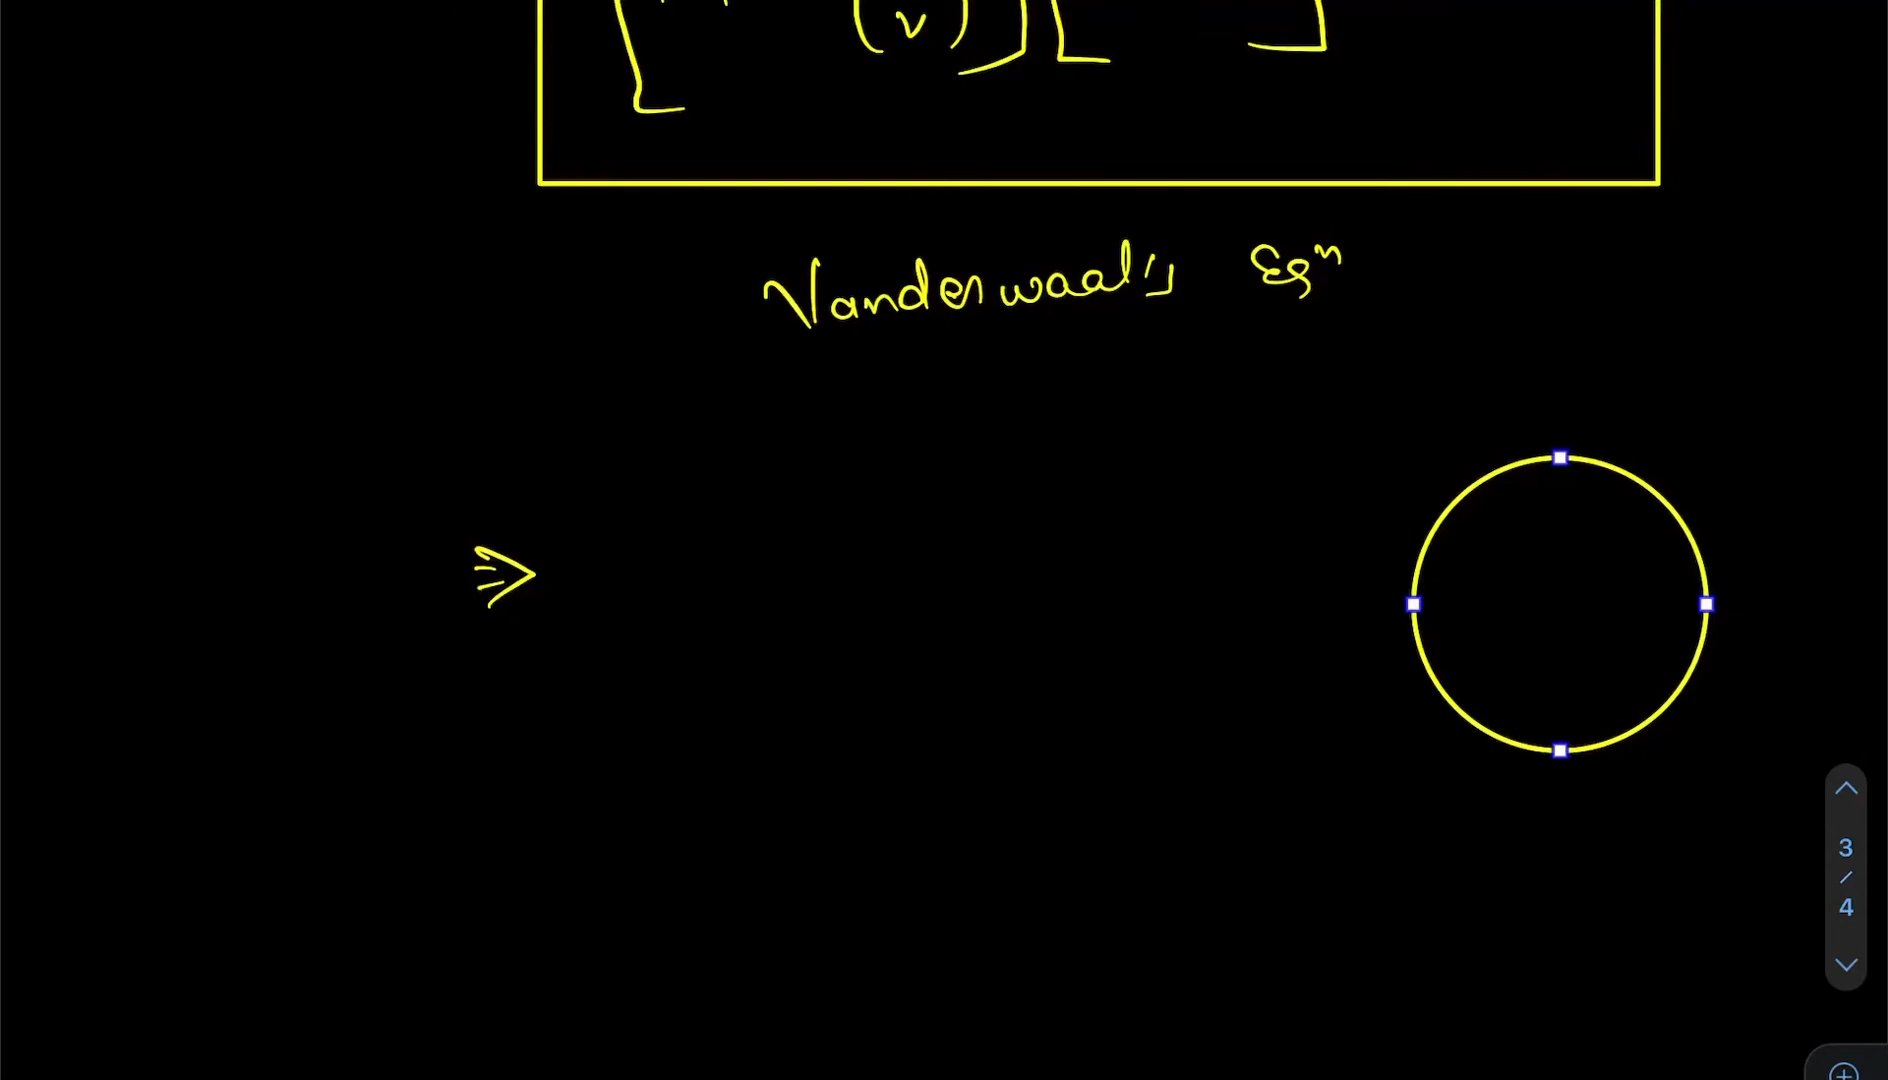 [ (v) ] [ ]
Vanderwaal's Eqⁿ
3
/
4